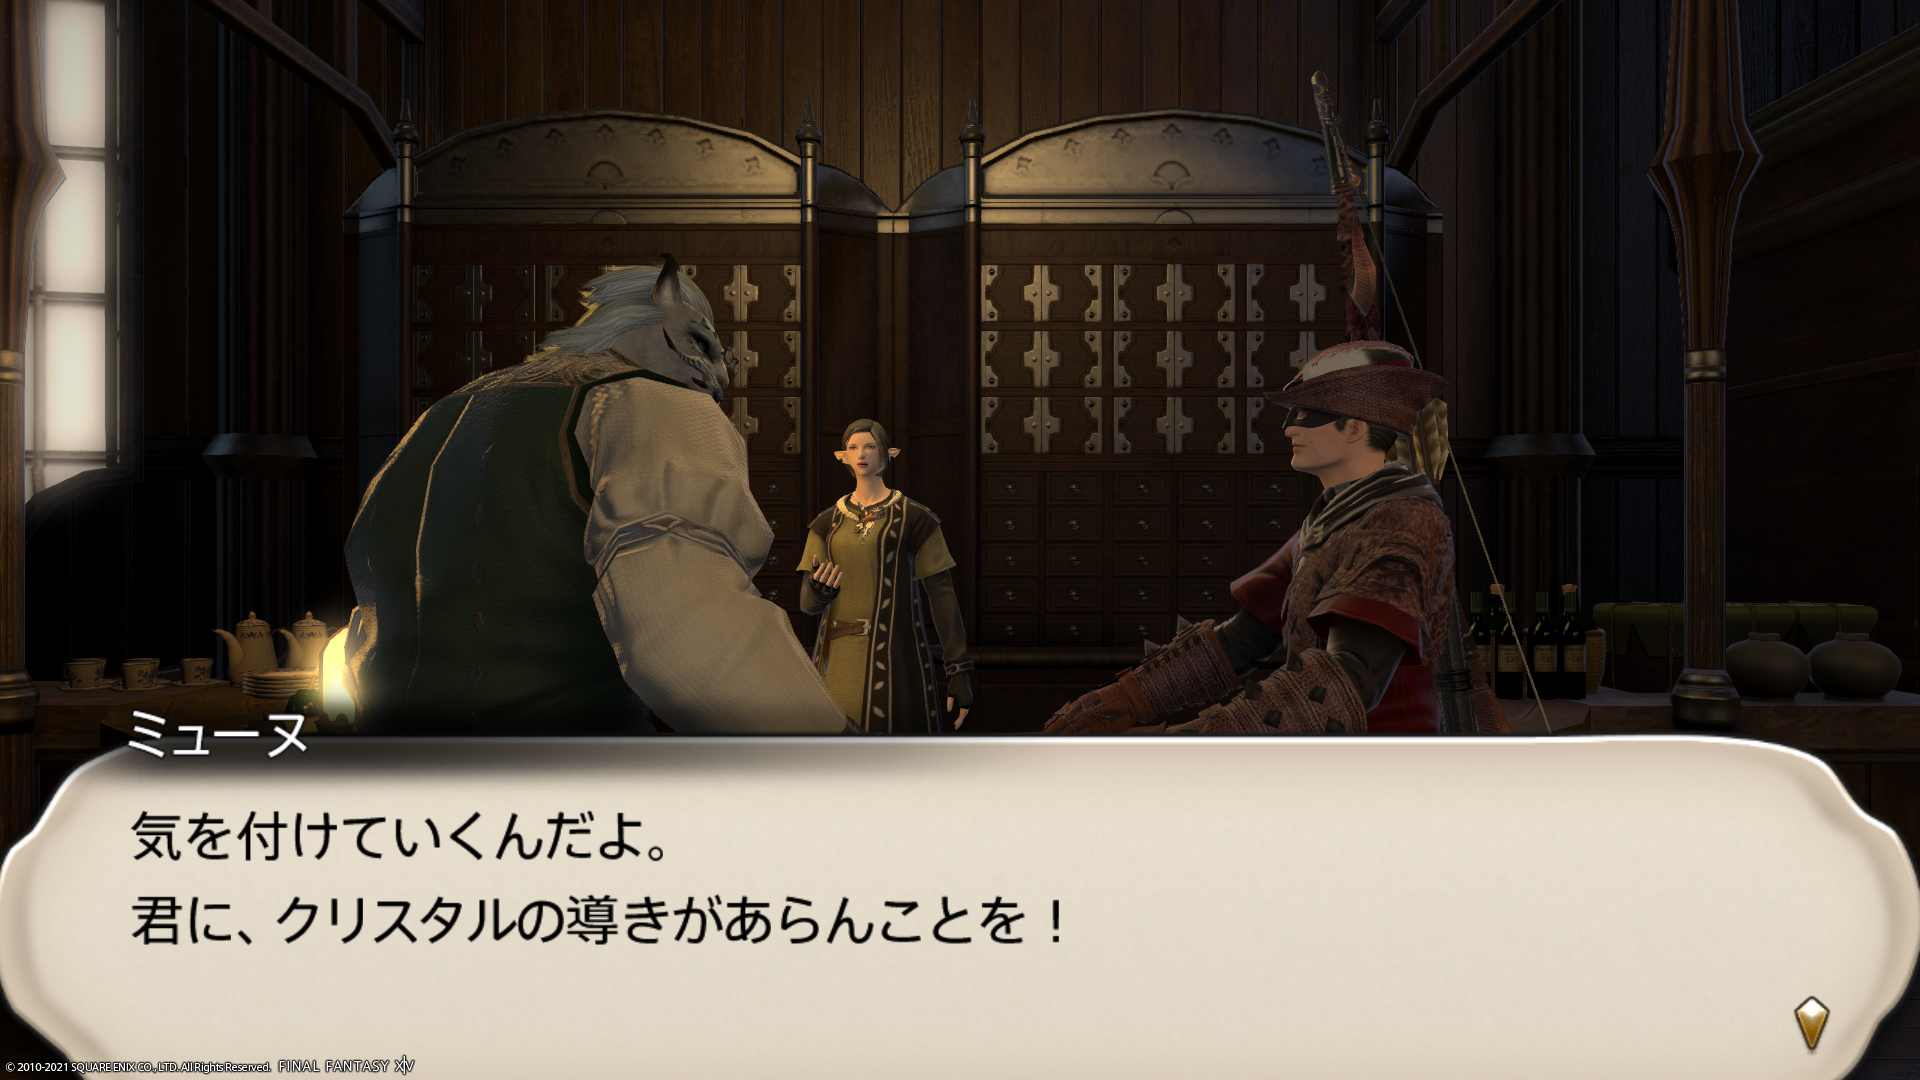 ミューヌ
気を付けていくんだよ。
君に、クリスタルの導きがあらんことを！
© 2010-2021 SQUARE ENIX CO., LTD. All Rights Reserved. FINAL FANTASY XIV